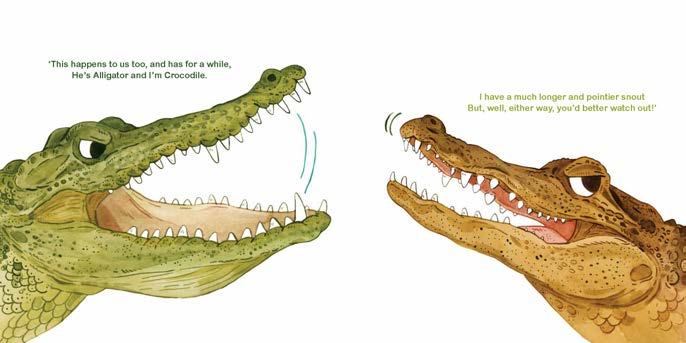 ‘This happens to us too, and has for a while,
He’s Alligator and I’m Crocodile.
I have a much longer and pointier snout
But, well, either way, you’d better watch out!’